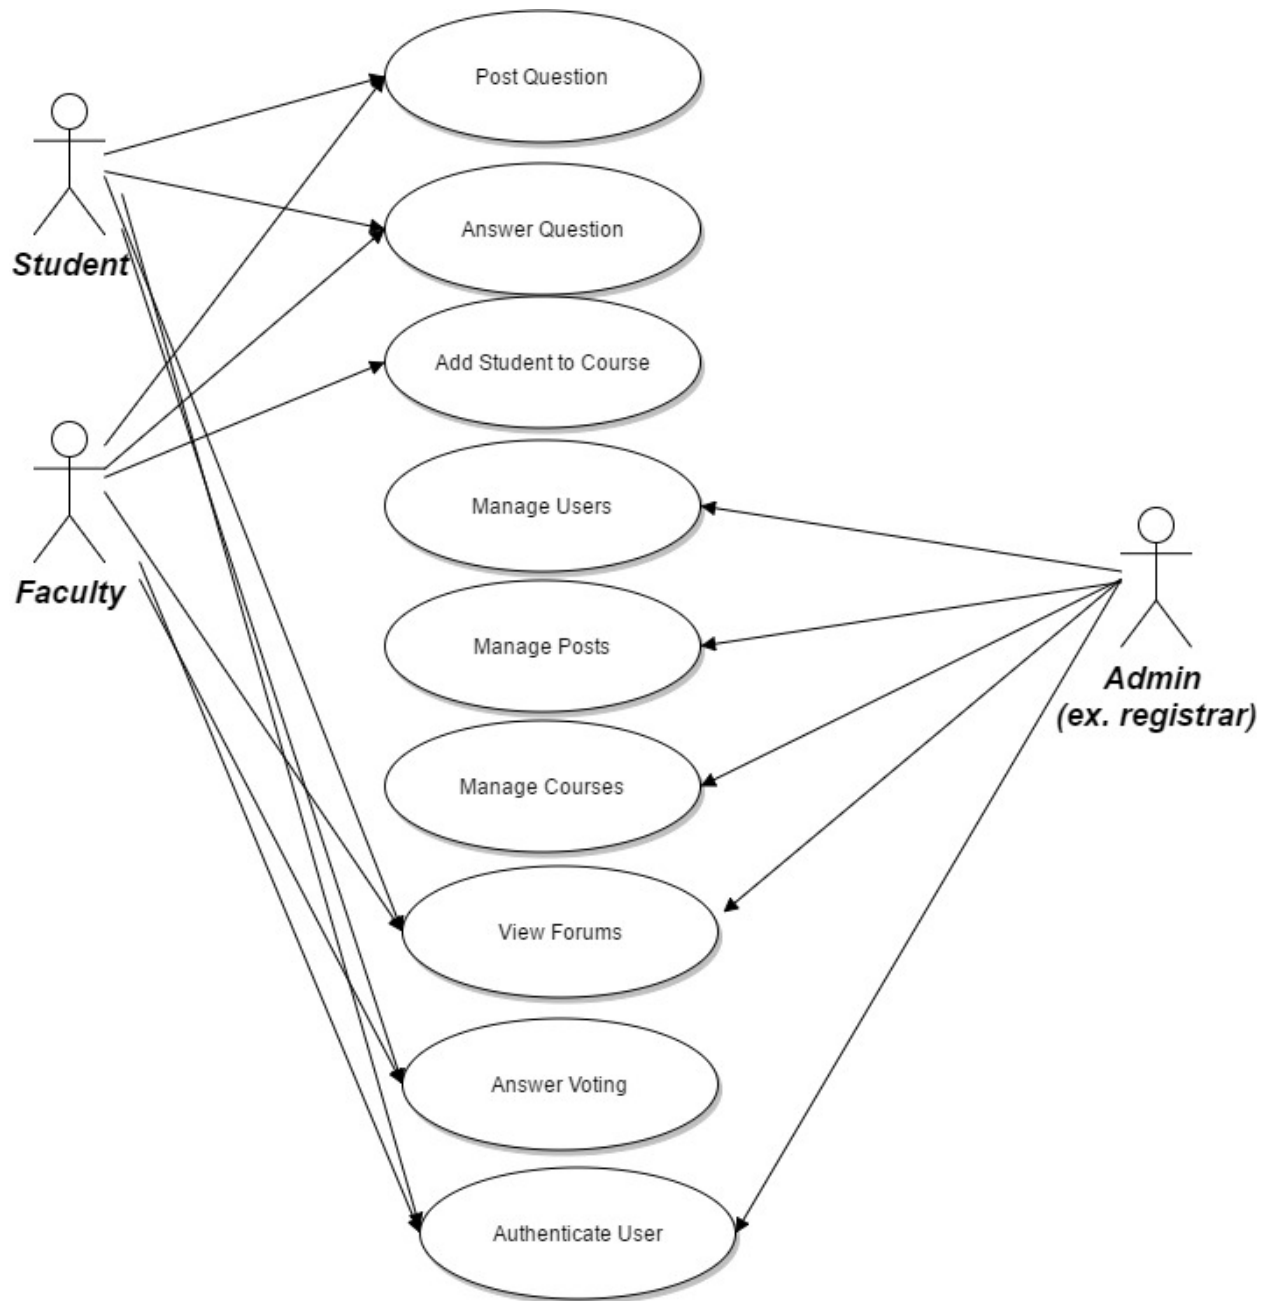 Post Question
Student
Answer Question
Add Student to Course
Faculty
Manage Users
Manage Posts
Admin
(ex. registrar)
Manage Courses
View Forums
Answer Voting
Authenticate User